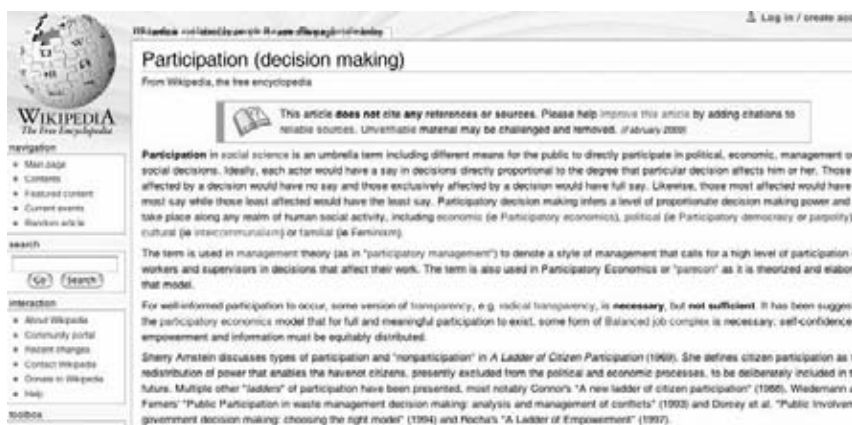 Log in / create acc
Participation (decision making)
From Wikipedia, the free encyclopedia
WIKIPEDIA
The Free Encyclopedia
navigation
Main page
Contents
Featured content
Current events
Random article
search
Go Search
interaction
About Wikipedia
Community portal
Recent changes
Contact Wikipedia
Donate to Wikipedia
Help
toolbox
This article does not cite any references or sources. Please help improve this article by adding citations to
reliable sources. Unverifiable material may be challenged and removed. (February 2009)
Participation in social science is an umbrella term including different means for the public to directly participate in political, economic, management or
social decisions. Ideally, each actor would have a say in decisions directly proportional to the degree that particular decision affects him or her. Those
affected by a decision would have no say and those exclusively affected by a decision would have full say. Likewise, those most affected would have
most say while those least affected would have the least say. Participatory decision making infers a level of proportionate decision making power and
take place along any realm of human social activity, including economic (ie Participatory economics), political (ie Participatory democracy or parpolity)
cultural (ie intercommunalism) or familial (ie Feminism).
The term is used in management theory (as in "participatory management") to denote a style of management that calls for a high level of participation
workers and supervisors in decisions that affect their work. The term is also used in Participatory Economics or "parecon" as it is theorized and elabor
that model.
For well-informed participation to occur, some version of transparency, e.g. radical transparency, is necessary, but not sufficient. It has been sugges
the participatory economics model that for full and meaningful participation to exist, some form of Balanced job complex is necessary; self-confidence
empowerment and information must be equitably distributed.
Sherry Arnstein discusses types of participation and "nonparticipation" in A Ladder of Citizen Participation (1969). She defines citizen participation as
redistribution of power that enables the havenot citizens, presently excluded from the political and economic processes, to be deliberately included in t
future. Multiple other "ladders" of participation have been presented, most notably Connor's "A new ladder of citizen participation" (1988), Wiedemann a
Femers' "Public Participation in waste management decision making: analysis and management of conflicts" (1993) and Dorcey et al. "Public Involvem
government decision making: choosing the right model" (1994) and Rocha's "A Ladder of Empowerment" (1997).